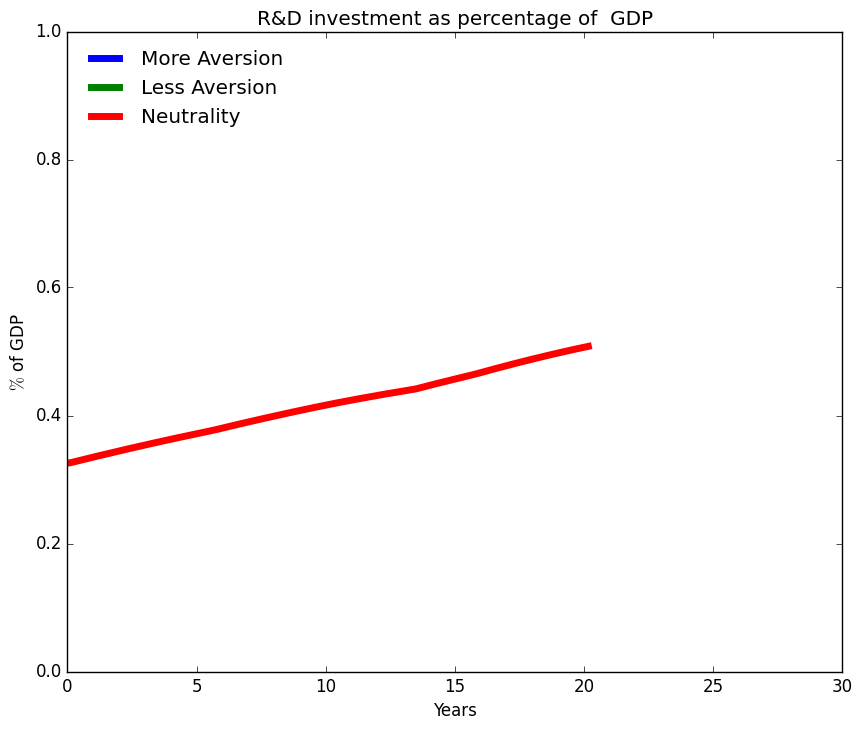 R&D investment as percentage of  GDP
1.0
More Aversion
Less Aversion
Neutrality
0.8
0.6
% of GDP
0.4
0.2
0.0
0 5 10 15 20 25 30
Years